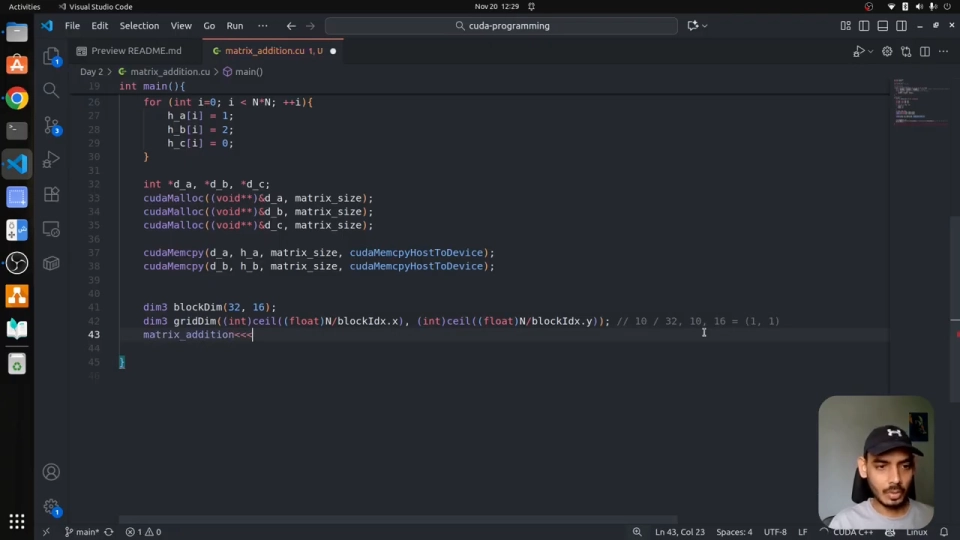 Activities
Visual Studio Code
Nov 20 12:29
File Edit Selection View Go Run ···
cuda-programming
Preview README.md
matrix_addition.cu 1, U
Day 2 > matrix_addition.cu > main()
19 int main(){
26 for (int i=0; i < N*N; ++i){
27 h_a[i] = 1;
28 h_b[i] = 2;
29 h_c[i] = 0;
30 }
31
32 int *d_a, *d_b, *d_c;
33 cudaMalloc((void**)&d_a, matrix_size);
34 cudaMalloc((void**)&d_b, matrix_size);
35 cudaMalloc((void**)&d_c, matrix_size);
36
37 cudaMemcpy(d_a, h_a, matrix_size, cudaMemcpyHostToDevice);
38 cudaMemcpy(d_b, h_b, matrix_size, cudaMemcpyHostToDevice);
39
40
41 dim3 blockDim(32, 16);
42 dim3 gridDim((int)ceil((float)N/blockIdx.x), (int)ceil((float)N/blockIdx.y)); // 10 / 32, 10, 16 = (1, 1)
43 matrix_addition<<<
44
45 }
46
1
3
1
main* 1 0 Ln 43, Col 23 Spaces: 4 UTF-8 LF CUDA C++ Linux